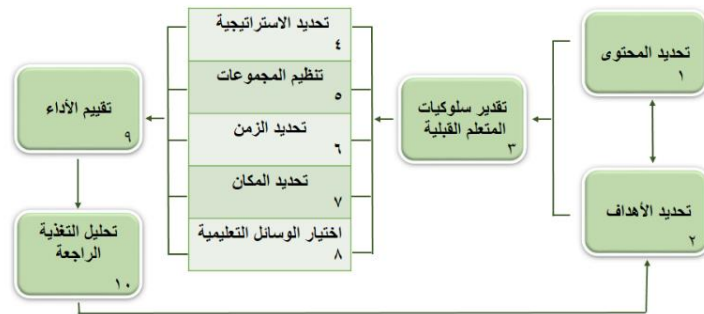 تحديد المحتوى
١
تحديد الأهداف
٢
تقدير سلوكيات
المتعلم القبلية
٣
تحديد الاستراتيجية
٤
تنظيم المجموعات
٥
تحديد الزمن
٦
تحديد المكان
٧
اختيار الوسائل التعليمية
٨
تقييم الأداء
٩
تحليل التغذية
الراجعة
١٠